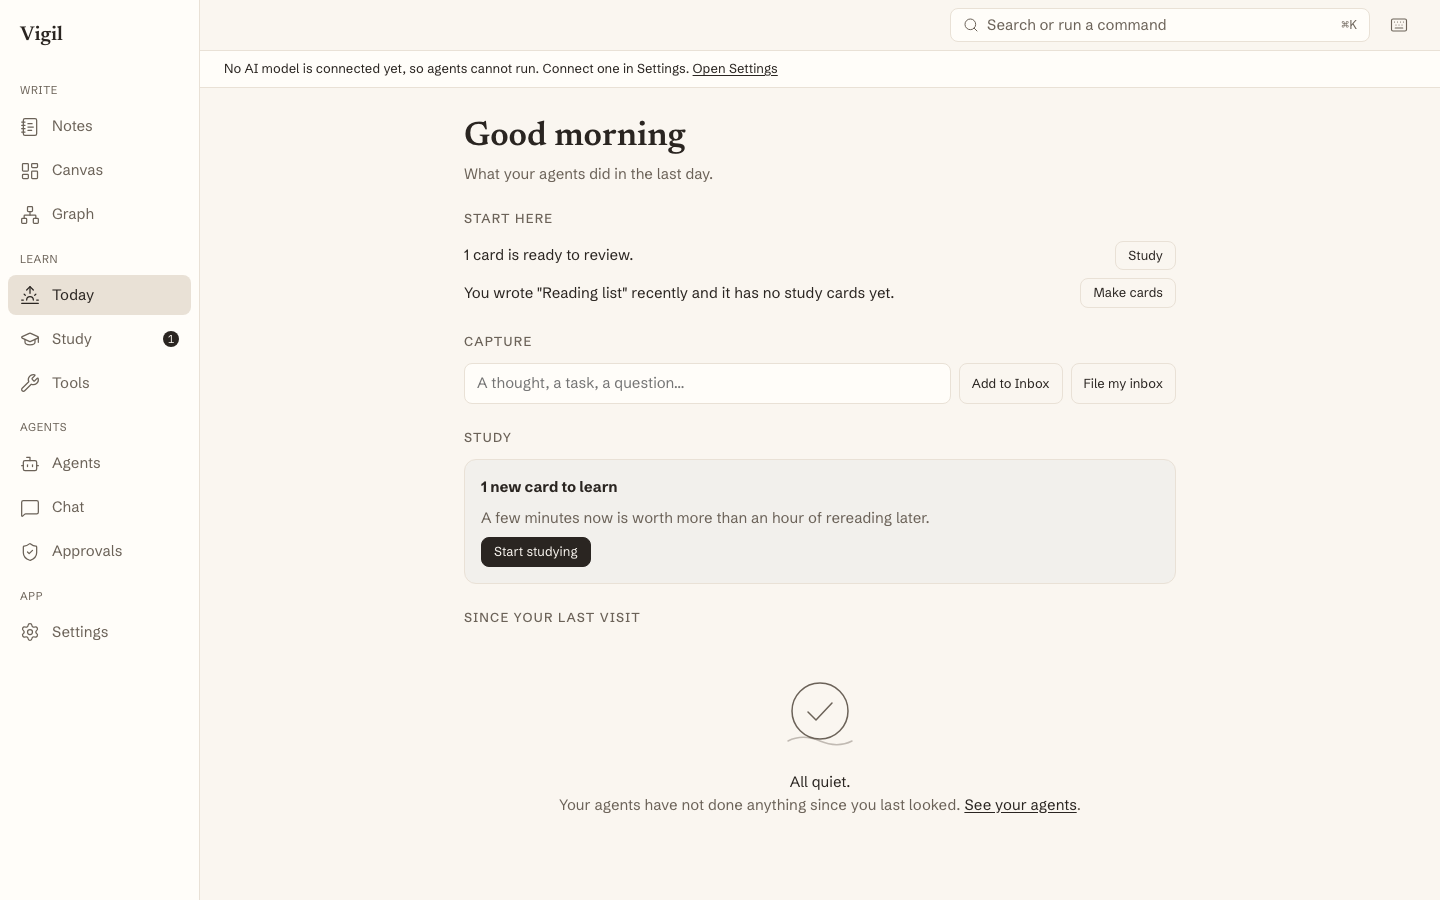 Vigil
Search or run a command ⌘K
No AI model is connected yet, so agents cannot run. Connect one in Settings. Open Settings
WRITE
Notes
Canvas
Graph
LEARN
Today
Study 1
Tools
AGENTS
Agents
Chat
Approvals
APP
Settings
Good morning
What your agents did in the last day.
START HERE
1 card is ready to review. Study
You wrote "Reading list" recently and it has no study cards yet. Make cards
CAPTURE
A thought, a task, a question... Add to Inbox File my inbox
STUDY
1 new card to learn
A few minutes now is worth more than an hour of rereading later.
Start studying
SINCE YOUR LAST VISIT
All quiet.
Your agents have not done anything since you last looked. See your agents.